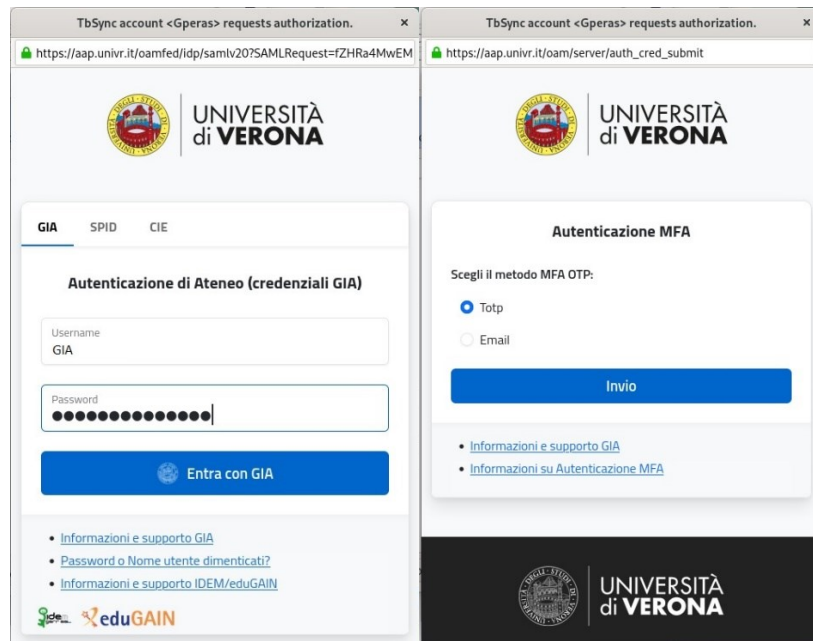 TbSync account <Gperas> requests authorization.
×
https://aap.univr.it/oamfed/idp/samlv20?SAMLRequest=fZHRa4MwEM
UNIVERSITÀ
di VERONA
GIA
SPID
CIE
Autenticazione di Ateneo (credenziali GIA)
Username
GIA
Password
●●●●●●●●●●●●●●
Entra con GIA
• Informazioni e supporto GIA
• Password o Nome utente dimenticati?
• Informazioni e supporto IDEM/eduGAIN
eduGAIN
TbSync account <Gperas> requests authorization.
×
https://aap.univr.it/oam/server/auth_cred_submit
UNIVERSITÀ
di VERONA
Autenticazione MFA
Scegli il metodo MFA OTP:
Totp
Email
Invio
• Informazioni e supporto GIA
• Informazioni su Autenticazione MFA
UNIVERSITÀ
di VERONA